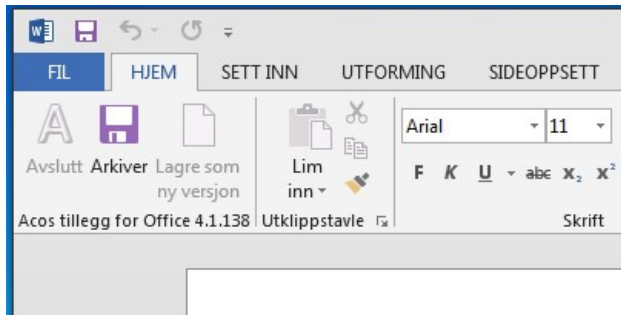 FIL HJEM SETT INN UTFORMING SIDEOPPSETT
Avslutt Arkiver Lagre som
ny versjon
Lim
inn
Arial 11
F K U abc X₂ X²
Acos tillegg for Office 4.1.138 Utklippstavle Skrift